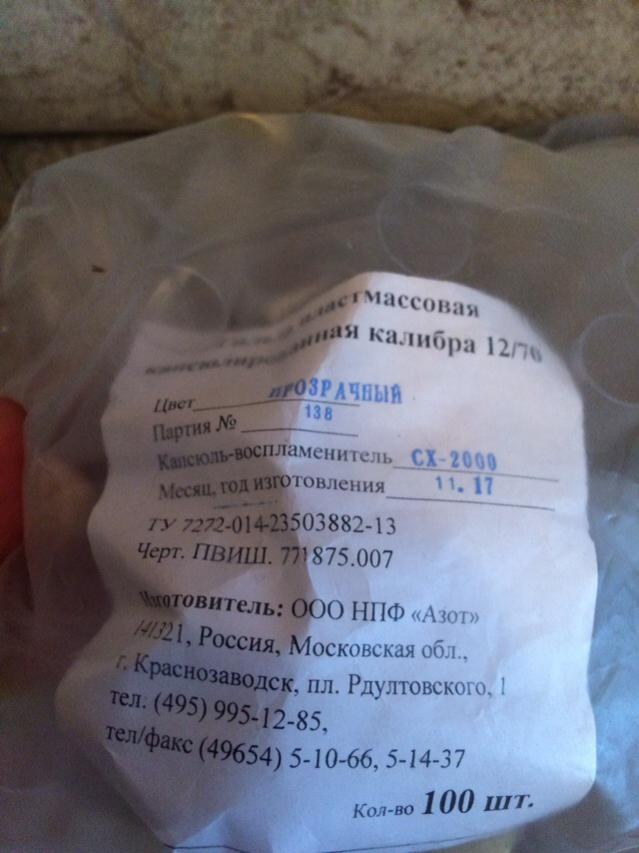 пластмассовая
капсюлированная калибра 12/70
Цвет ПРОЗРАЧНЫЙ
Партия № 138
Капсюль-воспламенитель СХ-2000
Месяц, год изготовления 11.17
ТУ 7272-014-23503882-13
Черт. ПВИШ. 771875.007
Изготовитель: ООО НПФ «Азот»
141321, Россия, Московская обл.,
г. Краснозаводск, пл. Рдултовского, 1
тел. (495) 995-12-85,
тел/факс (49654) 5-10-66, 5-14-37
Кол-во 100 шт.